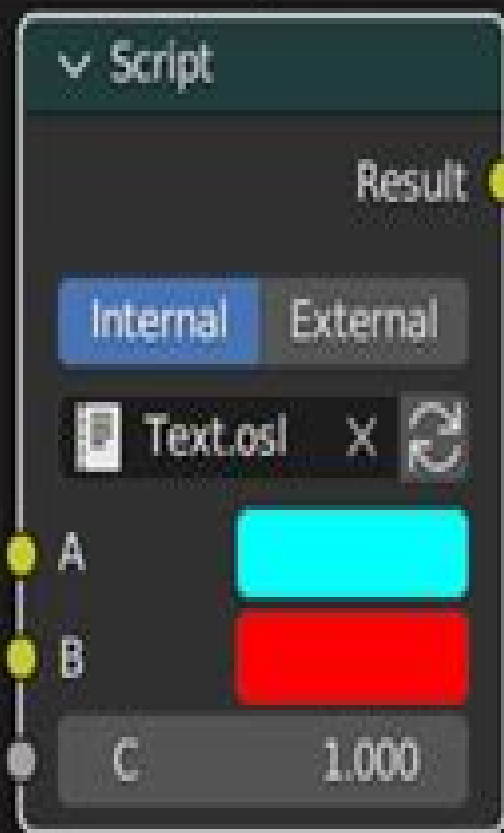 Script
Result
Internal External
Text.osl X
A
B
C 1.000